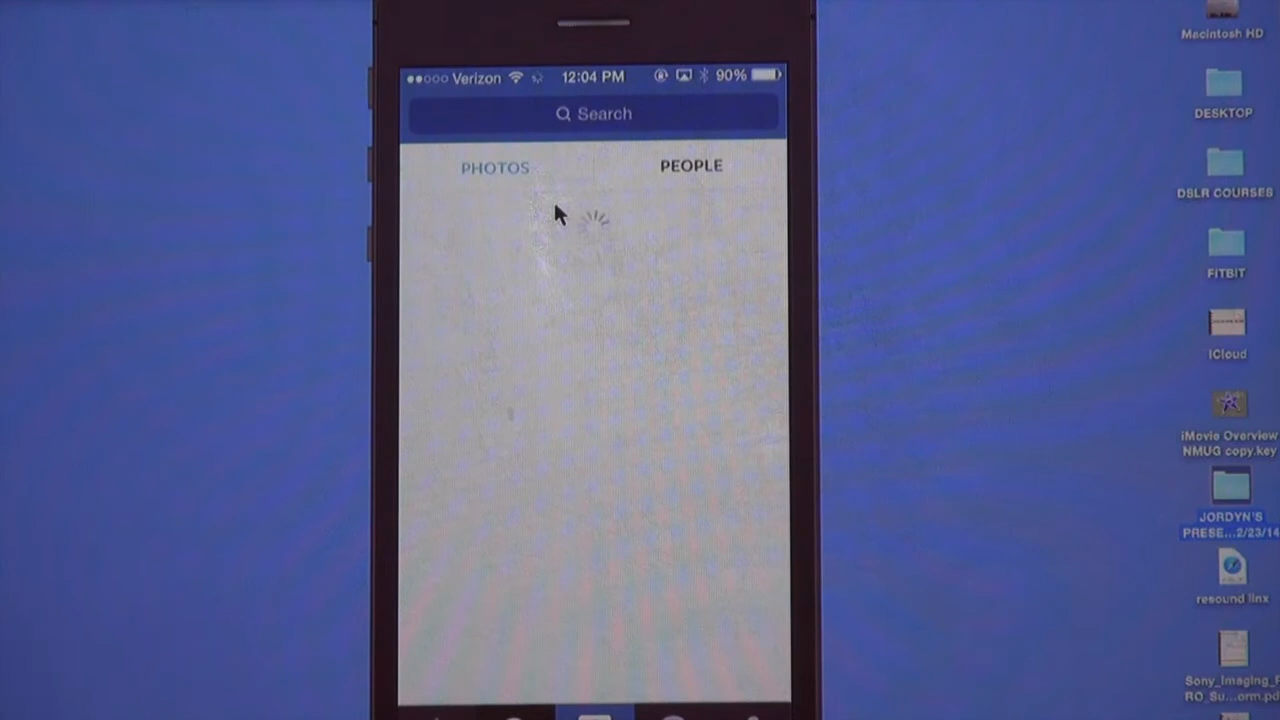 Verizon 12:04 PM 90%
Search
PHOTOS PEOPLE
Macintosh HD
DESKTOP
DSLR COURSES
FITBIT
iCloud
iMovie Overview
NMUG copy.key
JORDYN'S
PRESE...2/23/14
resound linx
Sony_Imaging_P
RO_Su...orm.pd